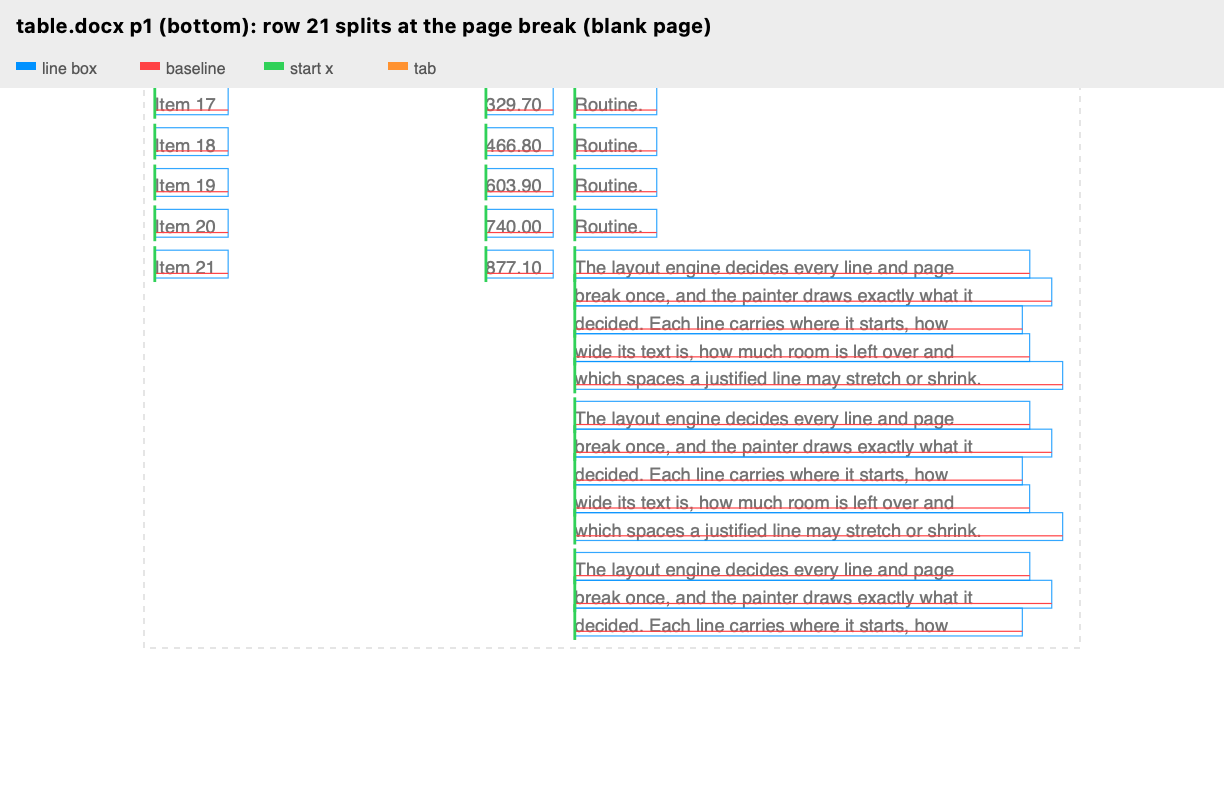 table.docx p1 (bottom): row 21 splits at the page break (blank page)
line box baseline start x tab
Item 17 329.70 Routine.
Item 18 466.80 Routine.
Item 19 603.90 Routine.
Item 20 740.00 Routine.
Item 21 877.10 The layout engine decides every line and page
break once, and the painter draws exactly what it
decided. Each line carries where it starts, how
wide its text is, how much room is left over and
which spaces a justified line may stretch or shrink.
The layout engine decides every line and page
break once, and the painter draws exactly what it
decided. Each line carries where it starts, how
wide its text is, how much room is left over and
which spaces a justified line may stretch or shrink.
The layout engine decides every line and page
break once, and the painter draws exactly what it
decided. Each line carries where it starts, how